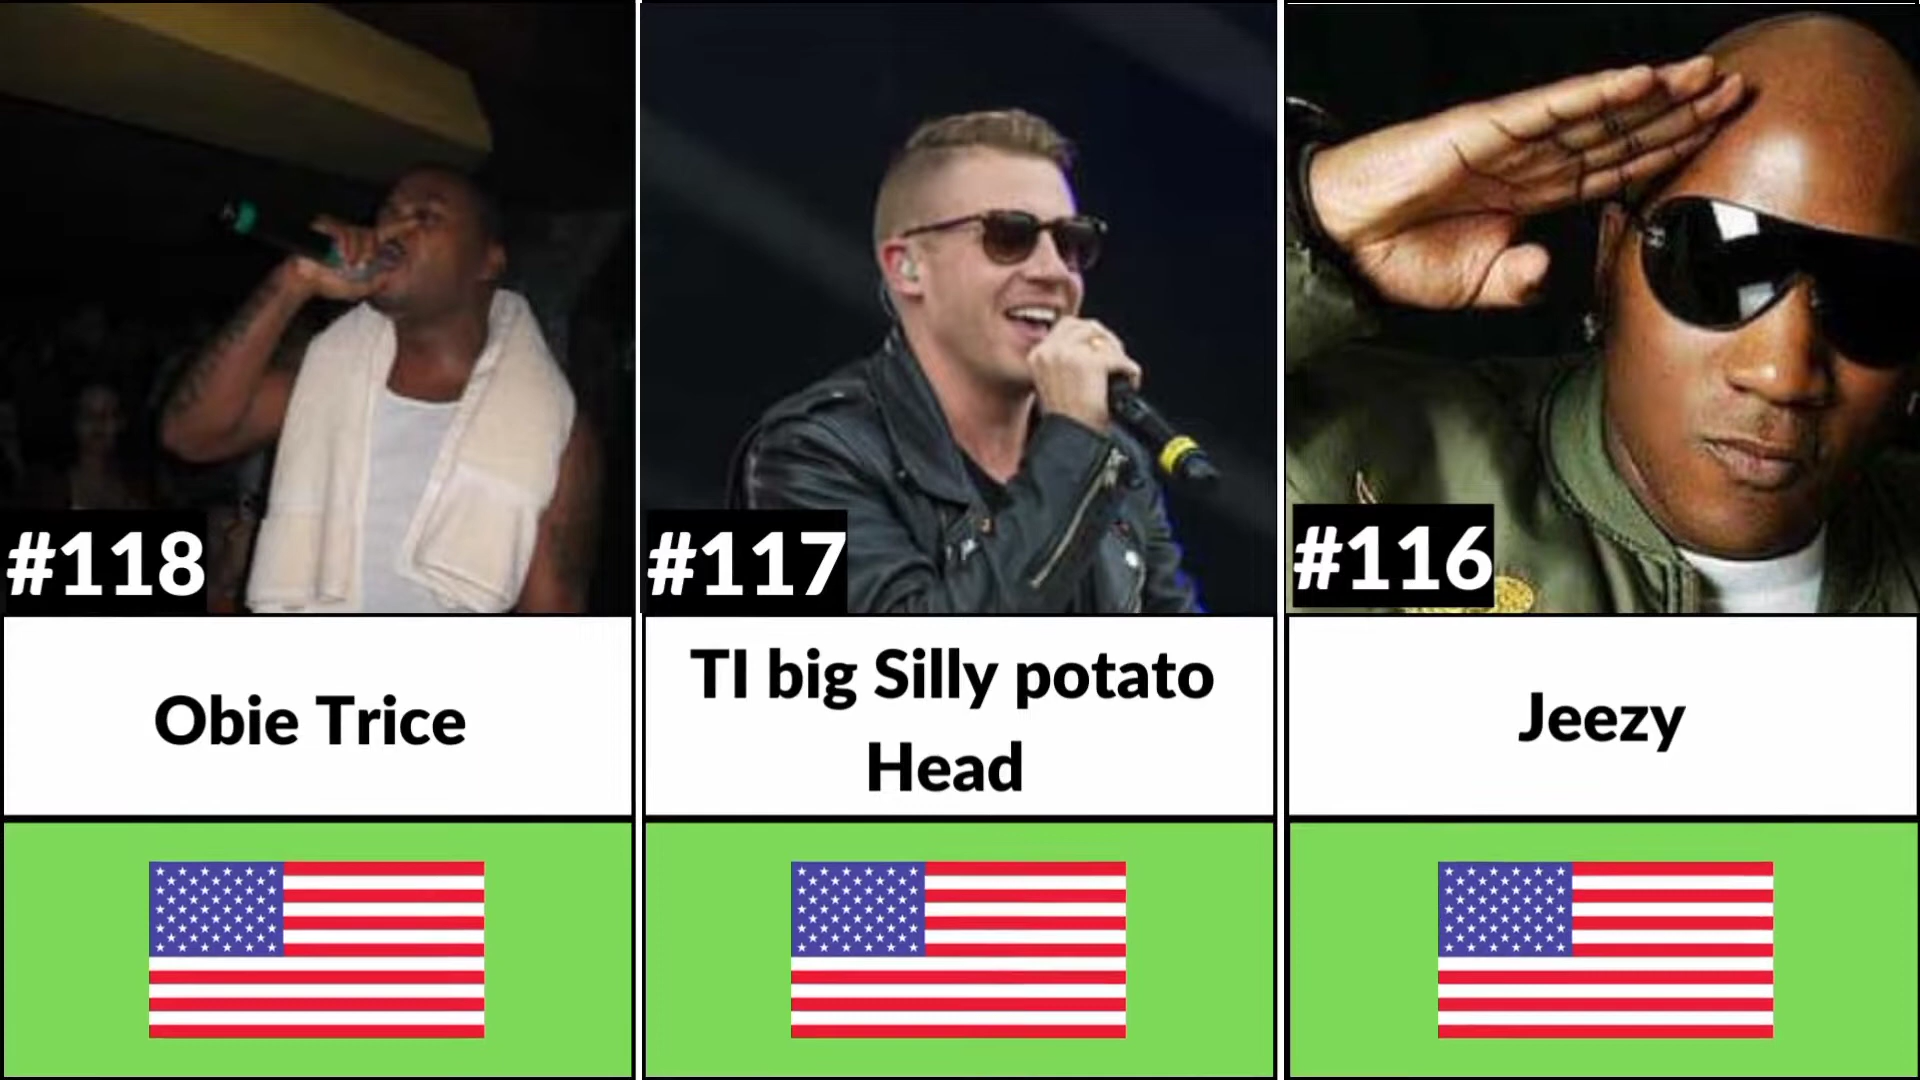 #118
Obie Trice
#117
TI big Silly potato
Head
#116
Jeezy